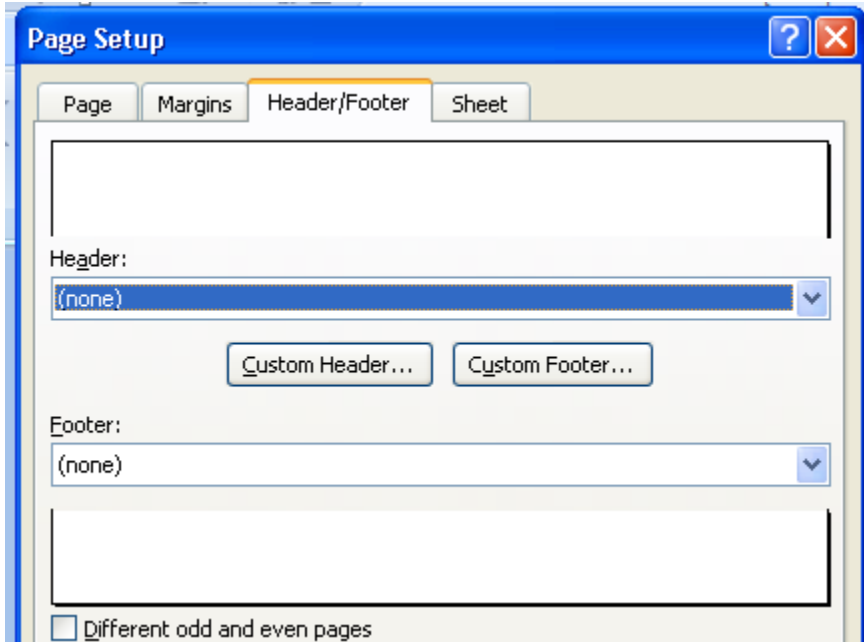 Page Setup
Page Margins Header/Footer Sheet
Header:
(none)
Custom Header... Custom Footer...
Footer:
(none)
Different odd and even pages